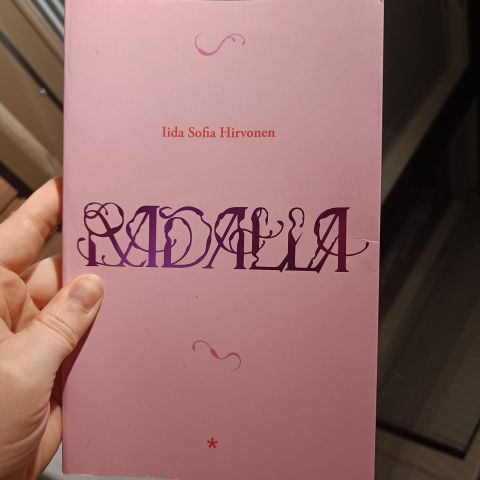 Iida Sofia Hirvonen
RADALLA
*